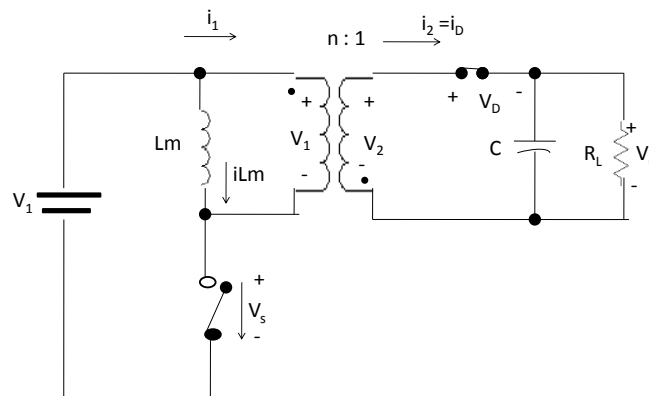 i1
n : 1
i2 =iD
+
VD
-
Lm
iLm
+
V1
-
+
V2
-
C
RL
+
V
-
V1
+
Vs
-